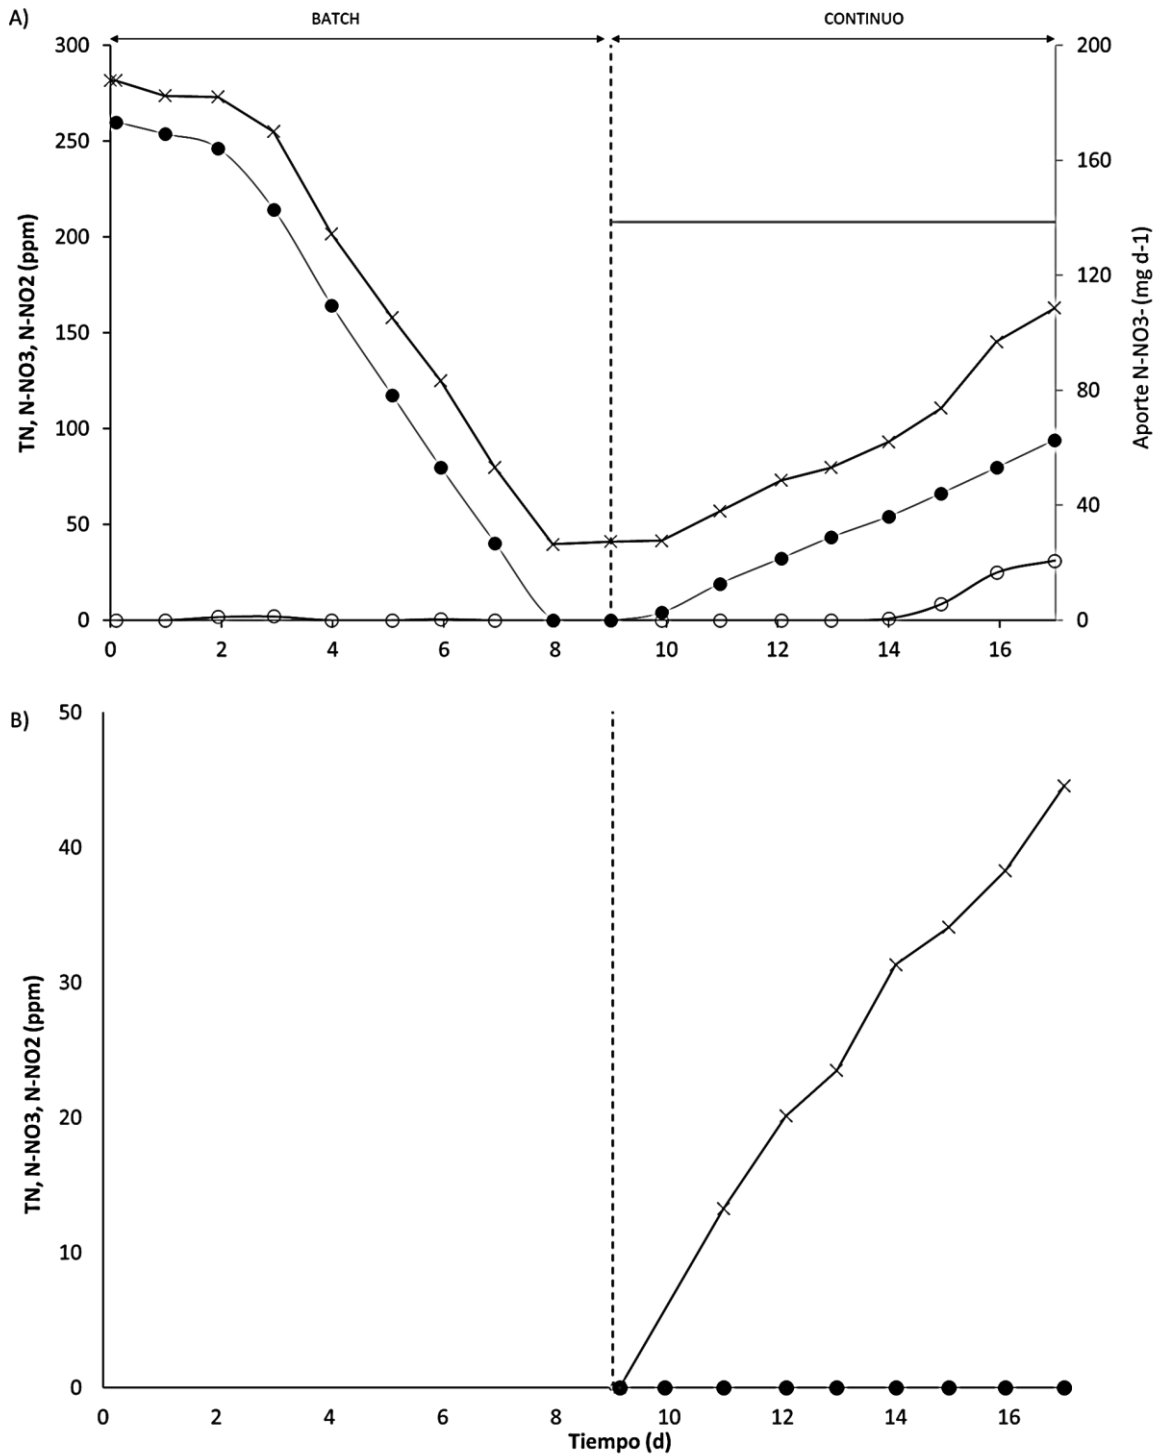 A)
BATCH
CONTINUO
300
250
200
150
100
50
0
TN, N-NO3, N-NO2 (ppm)
200
160
120
80
40
0
Aporte N-NO3- (mg d-1)
0 2 4 6 8 10 12 14 16
B)
50
40
30
20
10
0
TN, N-NO3, N-NO2 (ppm)
0 2 4 6 8 10 12 14 16
Tiempo (d)